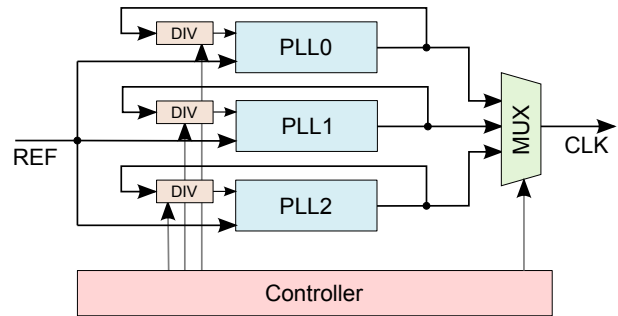 DIV
PLL0
DIV
PLL1
REF
MUX
CLK
DIV
PLL2
Controller